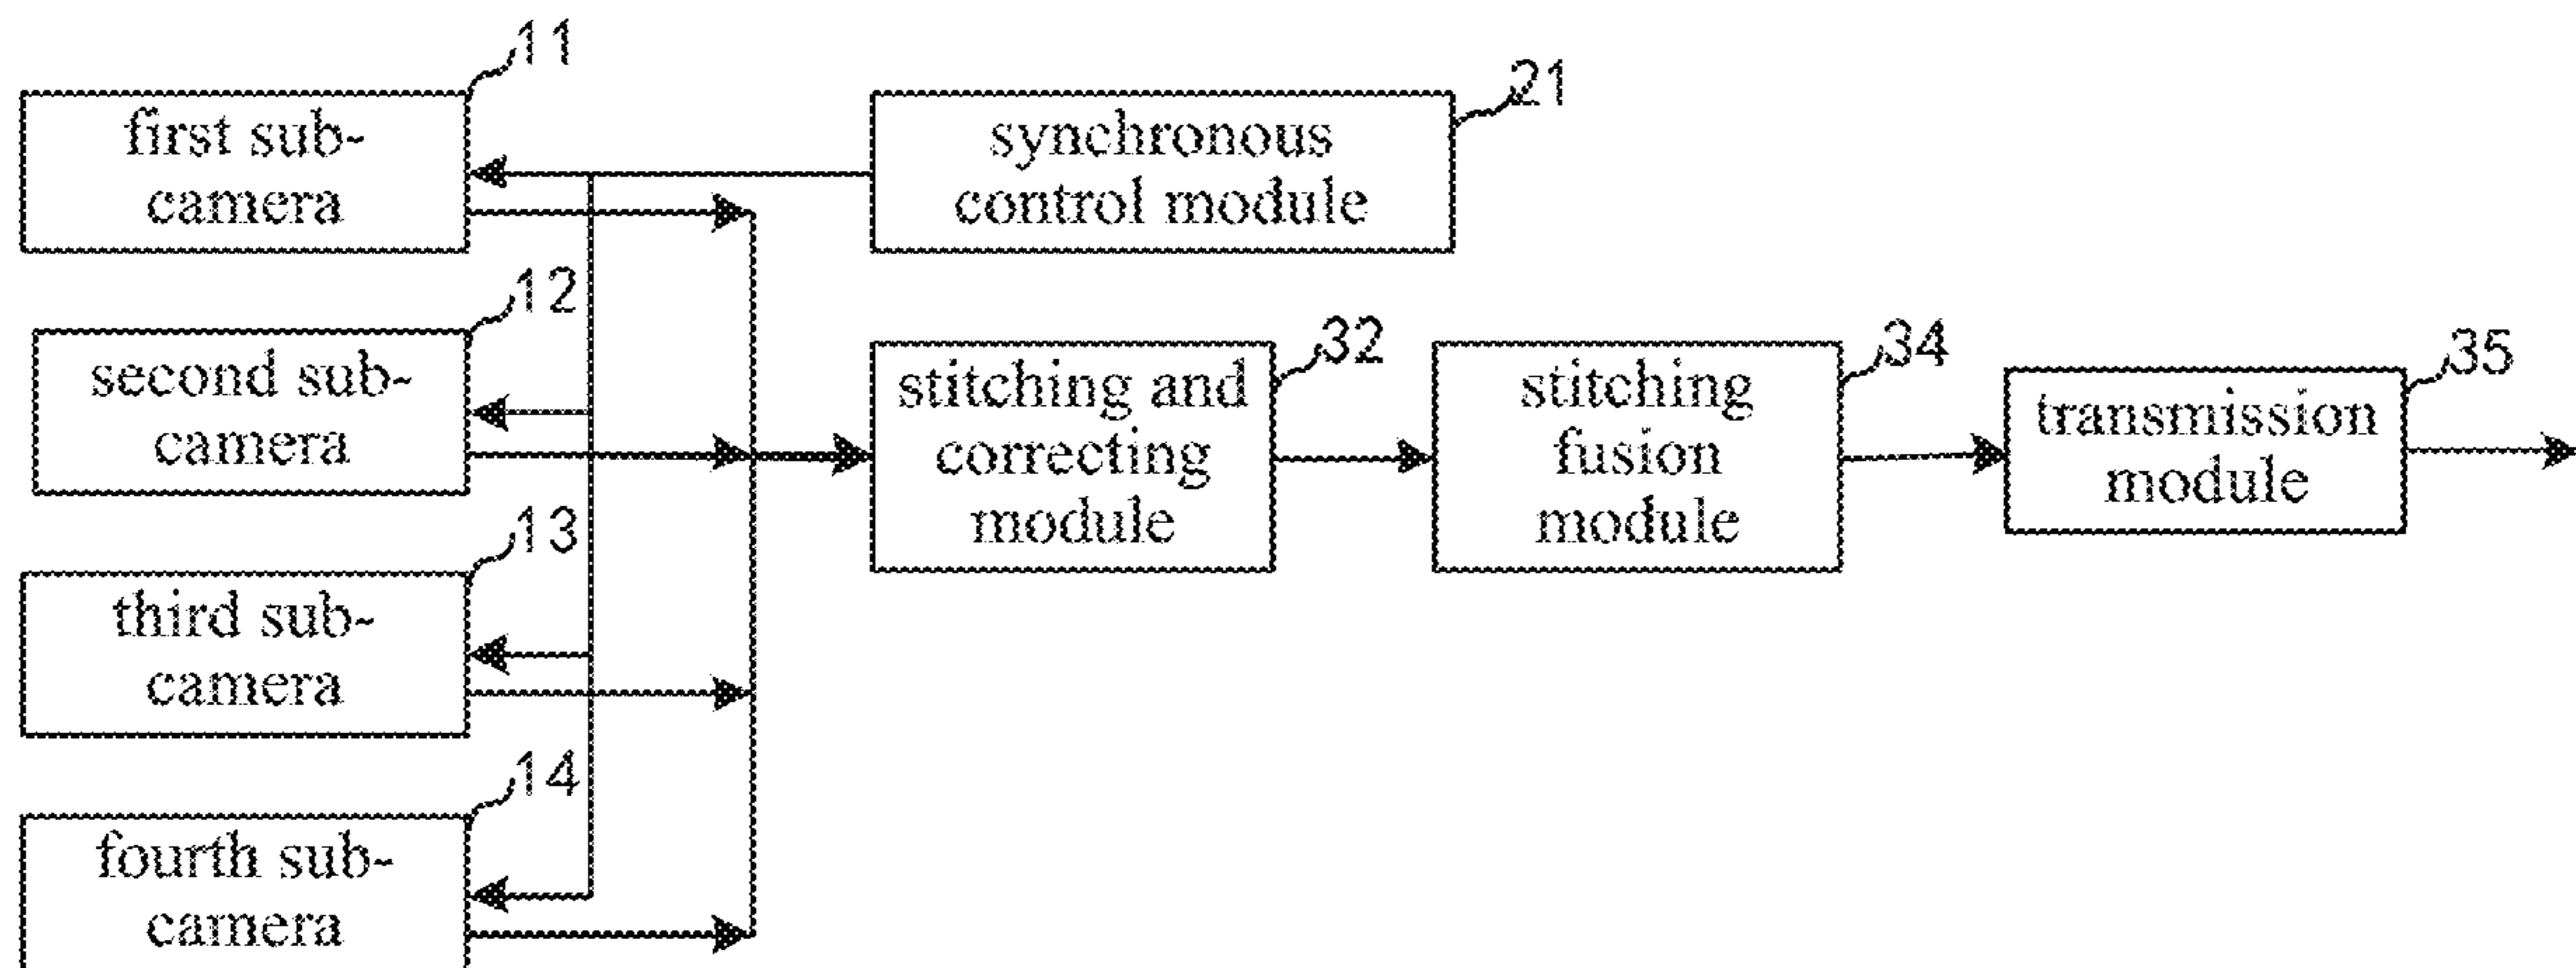 11
first sub-
camera
21
synchronous
control module
12
second sub-
camera
32
stitching and
correcting
module
34
stitching
fusion
module
35
transmission
module
13
third sub-
camera
14
fourth sub-
camera